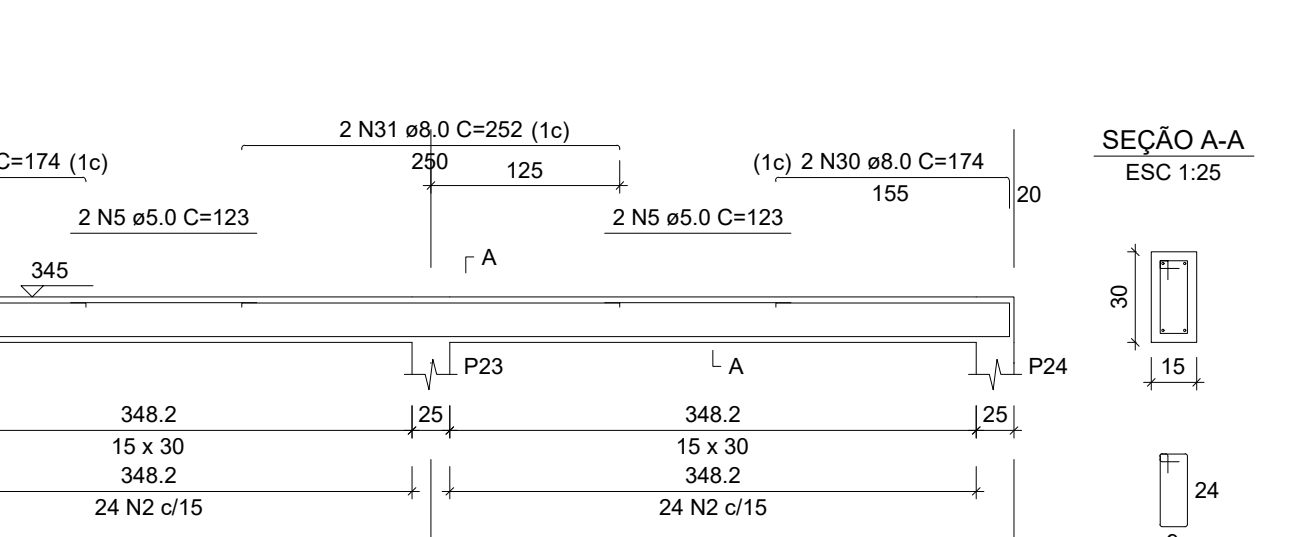 2 N31 ø8.0 C=252 (1c)
SEÇÃO A-A
C=174 (1c)
250
125
(1c) 2 N30 ø8.0 C=174
ESC 1:25
155
20
2 N5 ø5.0 C=123
2 N5 ø5.0 C=123
A
345
30
P23
A
P24
15
348.2
25
348.2
25
15 x 30
15 x 30
348.2
348.2
24
24 N2 c/15
24 N2 c/15